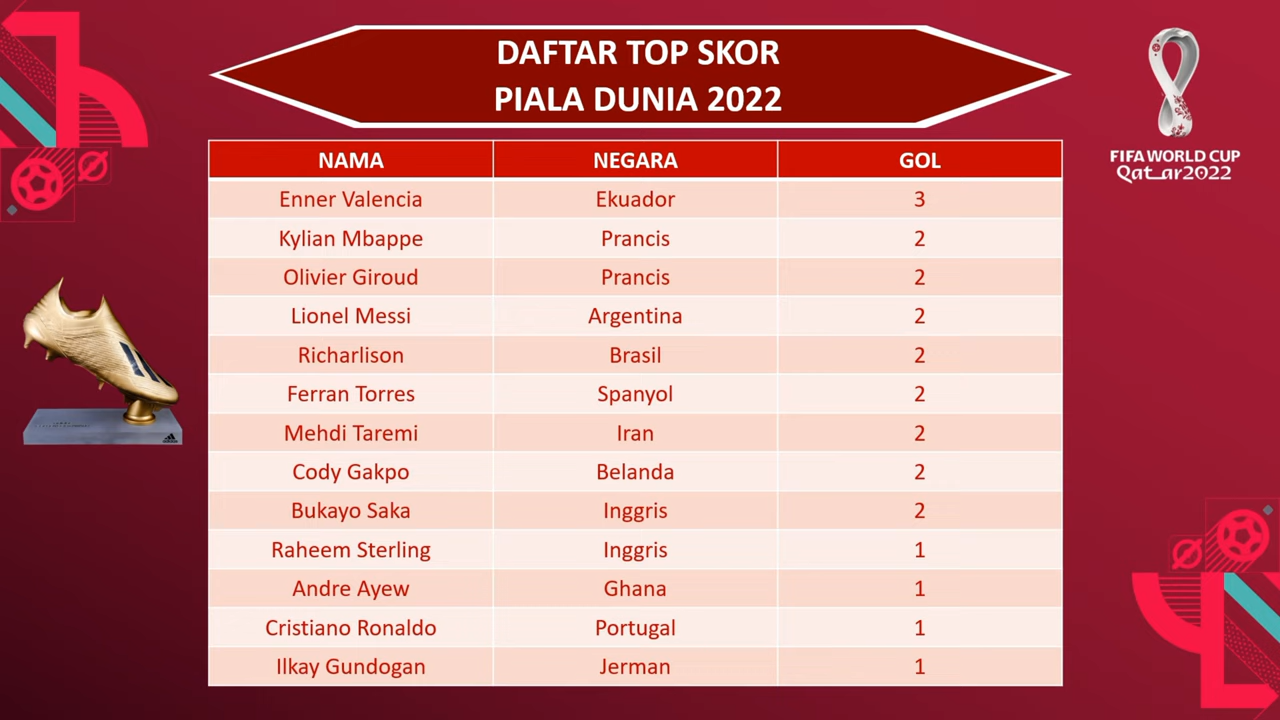 DAFTAR TOP SKOR
PIALA DUNIA 2022
FIFA WORLD CUP
Qatar2022
NAMA NEGARA GOL
Enner Valencia Ekuador 3
Kylian Mbappe Prancis 2
Olivier Giroud Prancis 2
Lionel Messi Argentina 2
Richarlison Brasil 2
Ferran Torres Spanyol 2
Mehdi Taremi Iran 2
Cody Gakpo Belanda 2
Bukayo Saka Inggris 2
Raheem Sterling Inggris 1
Andre Ayew Ghana 1
Cristiano Ronaldo Portugal 1
Ilkay Gundogan Jerman 1